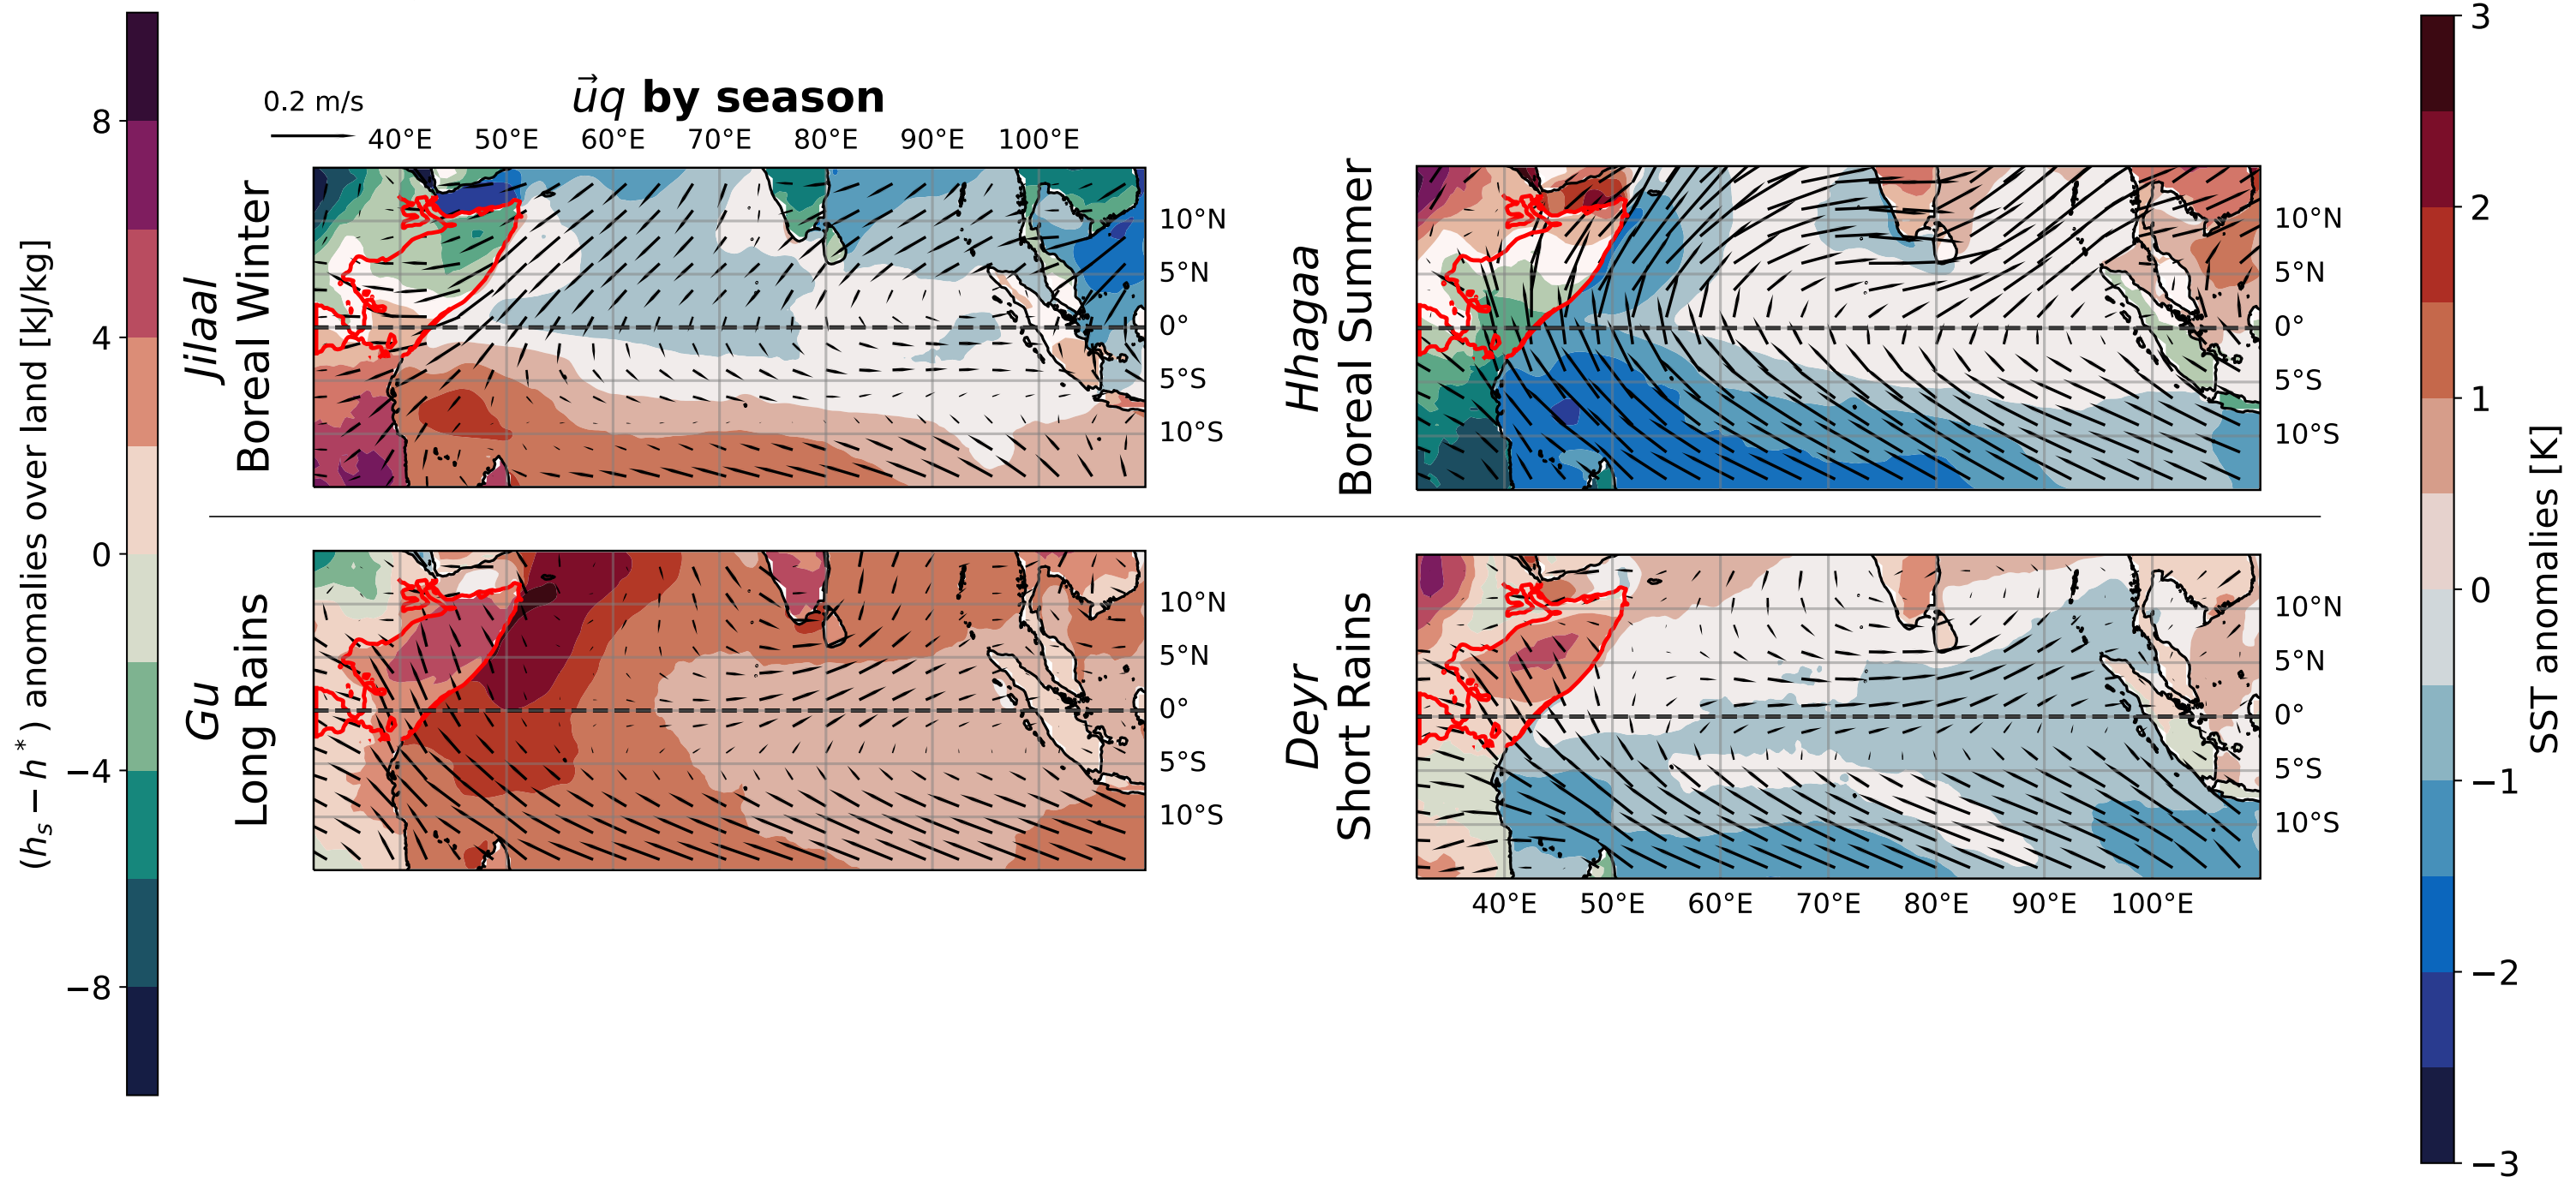 u⃗q by season
0.2 m/s
40°E 50°E 60°E 70°E 80°E 90°E 100°E
Jilaal
Boreal Winter
10°N
5°N
0°
5°S
10°S
Hhagaa
Boreal Summer
10°N
5°N
0°
5°S
10°S
Gu
Long Rains
10°N
5°N
0°
5°S
10°S
Deyr
Short Rains
10°N
5°N
0°
5°S
10°S
40°E 50°E 60°E 70°E 80°E 90°E 100°E
(hₛ − h*) anomalies over land [kJ/kg]
8
4
0
−4
−8
SST anomalies [K]
3
2
1
0
−1
−2
−3